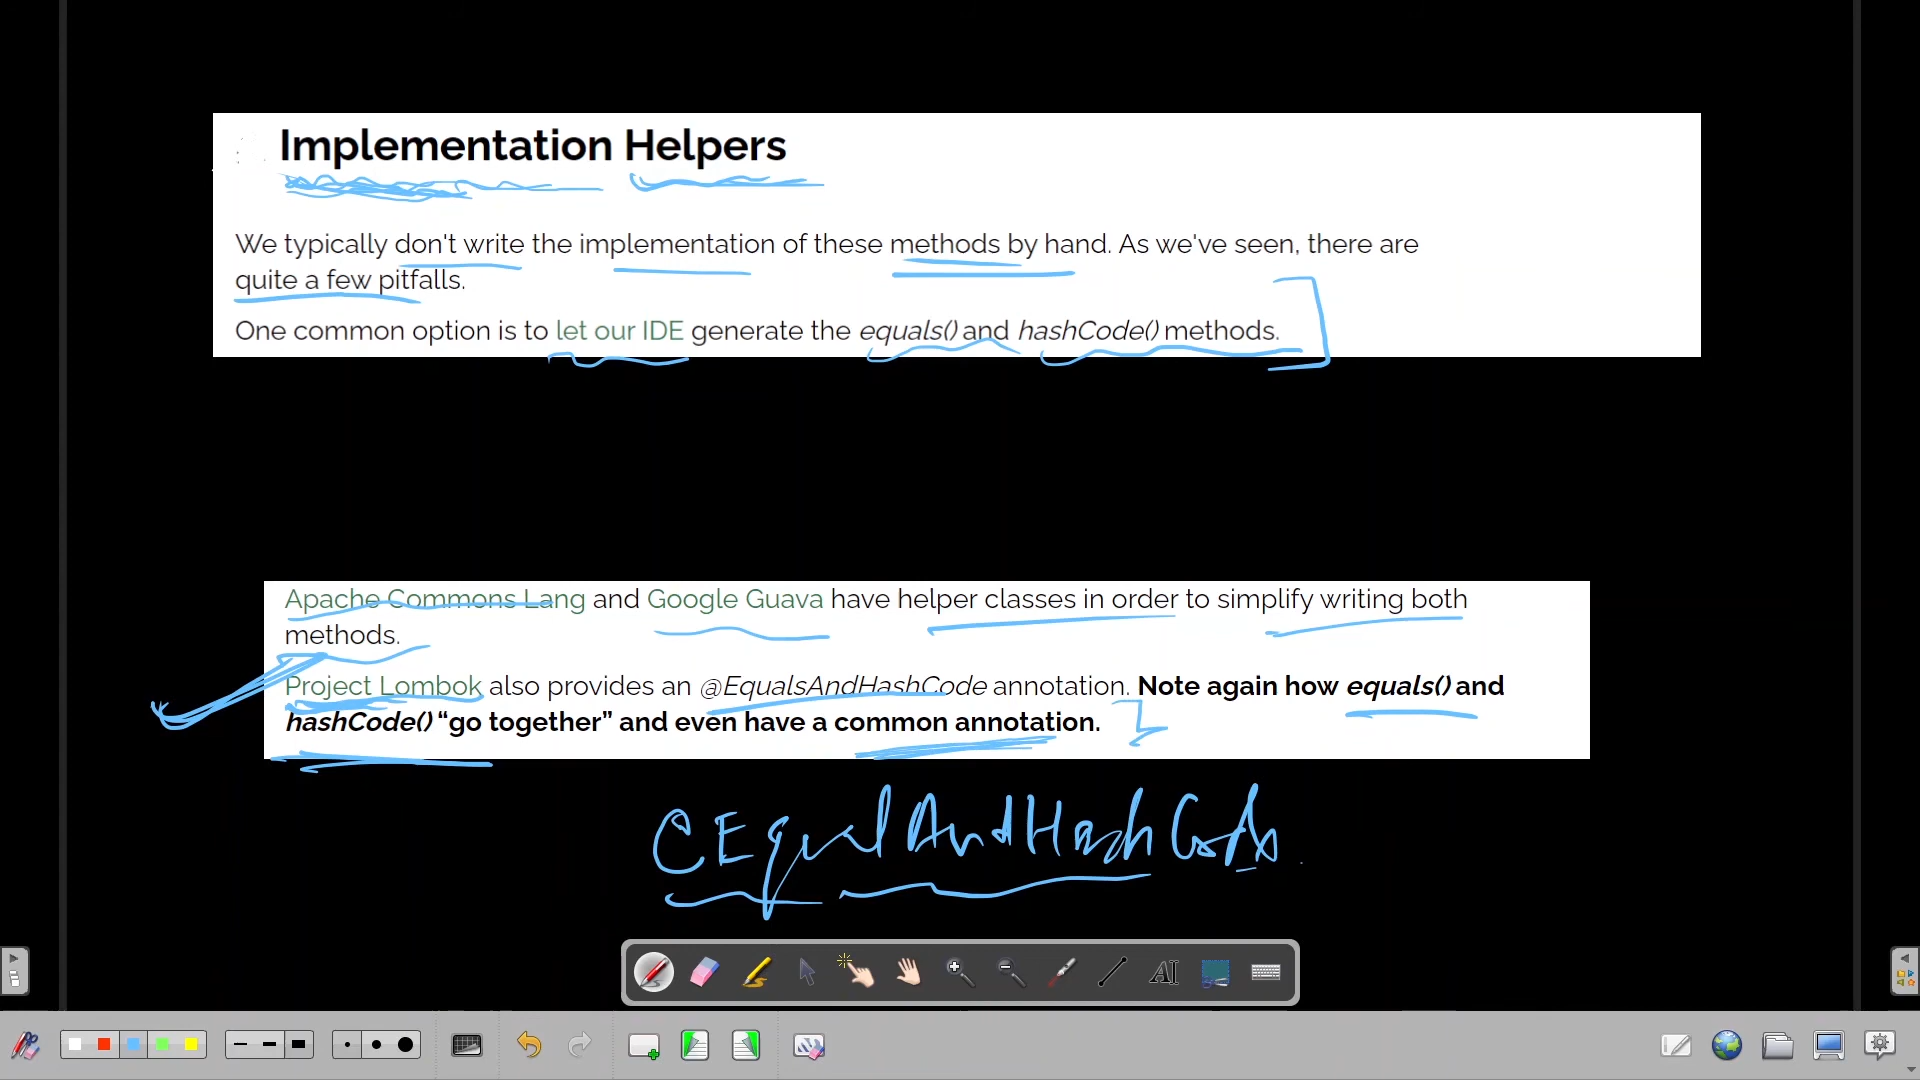 Implementation Helpers
We typically don't write the implementation of these methods by hand. As we've seen, there are
quite a few pitfalls.
One common option is to let our IDE generate the equals() and hashCode() methods.
Apache Commons Lang and Google Guava have helper classes in order to simplify writing both
methods.
Project Lombok also provides an @EqualsAndHashCode annotation. Note again how equals() and
hashCode() “go together” and even have a common annotation.
CEqualAndHashCode
AI